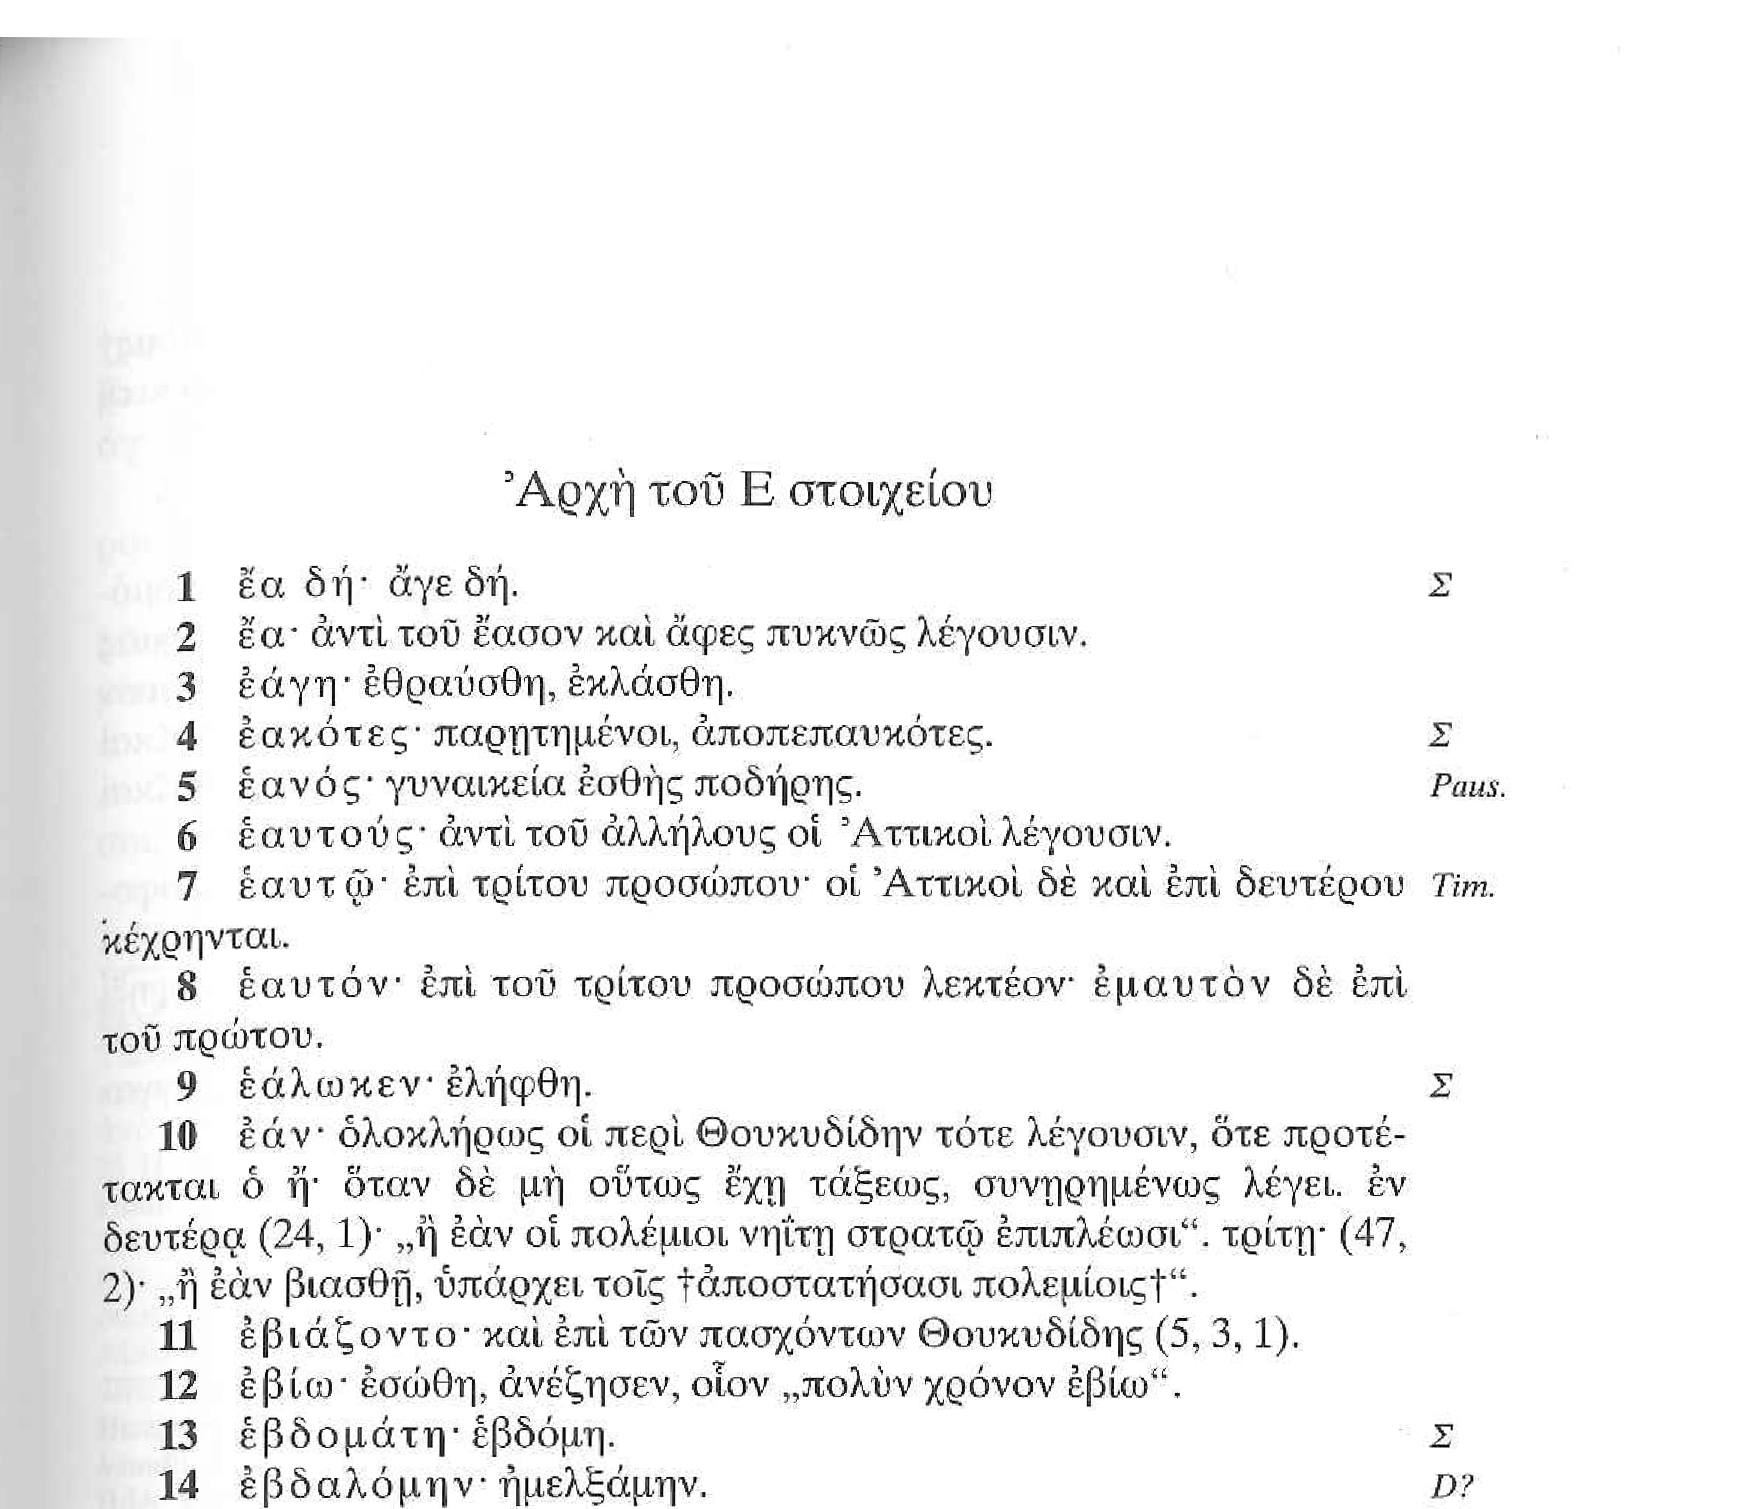 Ἀρχὴ τοῦ Ε στοιχείου
1 ἔα δή· ἄγε δή. Σ
2 ἔα· ἀντὶ τοῦ ἔασον καὶ ἄφες πυκνῶς λέγουσιν.
3 ἐάγη· ἐθραύσθη, ἐκλάσθη.
4 ἐακότες· παρῃτημένοι, ἀποπεπαυκότες. Σ
5 ἑανός· γυναικεία ἐσθὴς ποδήρης. Paus.
6 ἑαυτούς· ἀντὶ τοῦ ἀλλήλους οἱ Ἀττικοὶ λέγουσιν.
7 ἑαυτῷ· ἐπὶ τρίτου προσώπου· οἱ Ἀττικοὶ δὲ καὶ ἐπὶ δευτέρου Tim.
κέχρηνται.
8 ἑαυτόν· ἐπὶ τοῦ τρίτου προσώπου λεκτέον· ἐμαυτὸν δὲ ἐπὶ
τοῦ πρώτου.
9 ἑάλωκεν· ἐλήφθη. Σ
10 ἐάν· ὁλοκλήρως οἱ περὶ Θουκυδίδην τότε λέγουσιν, ὅτε προτέ-
τακται ὁ ἤ· ὅταν δὲ μὴ οὕτως ἔχῃ τάξεως, συνῃρημένως λέγει. ἐν
δευτέρᾳ (24, 1)· „ἢ ἐὰν οἱ πολέμιοι νηΐτῃ στρατῷ ἐπιπλέωσι“. τρίτῃ· (47,
2)· „ἢ ἐὰν βιασθῇ, ὑπάρχει τοῖς †ἀποστατήσασι πολεμίοις†“.
11 ἐβιάζοντο· καὶ ἐπὶ τῶν πασχόντων Θουκυδίδης (5, 3, 1).
12 ἐβίω· ἐσώθη, ἀνέζησεν, οἷον „πολὺν χρόνον ἐβίω“.
13 ἑβδομάτη· ἑβδόμη. Σ
14 ἐβδαλόμην· ἠμελξάμην. D?